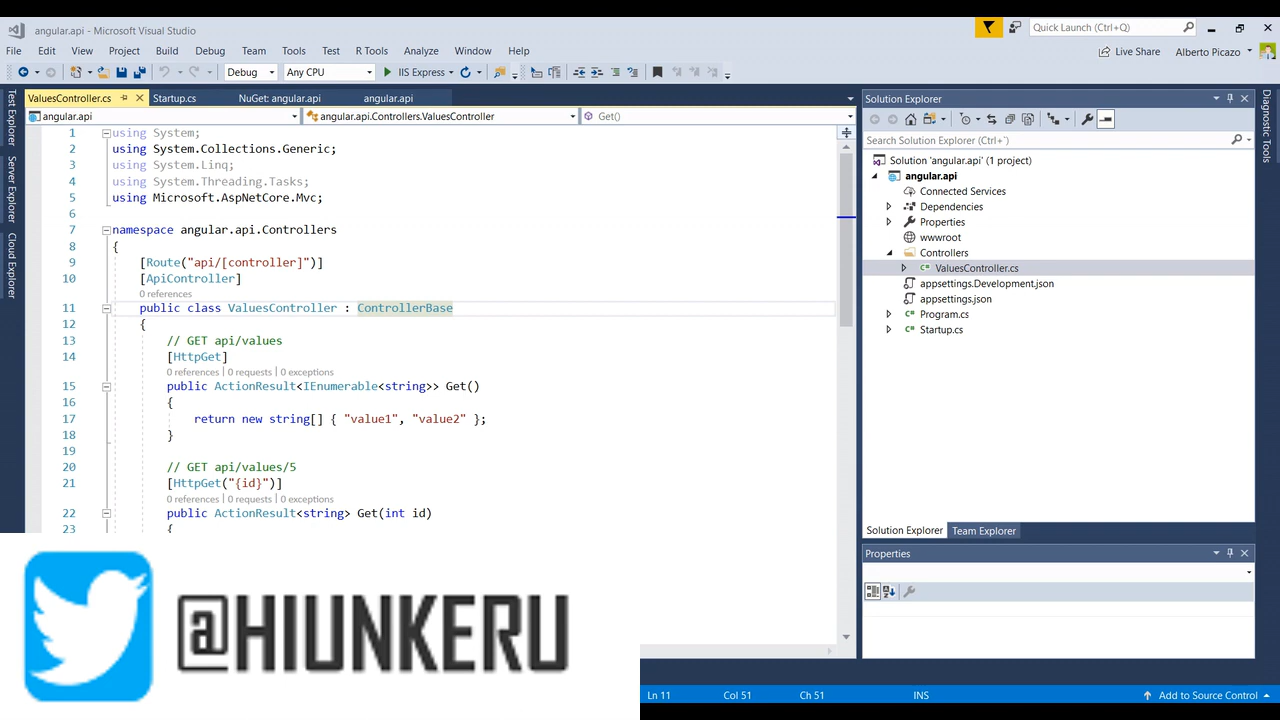 angular.api - Microsoft Visual Studio
Quick Launch (Ctrl+Q)
File Edit View Project Build Debug Team Tools Test R Tools Analyze Window Help
Live Share
Alberto Picazo
Debug
Any CPU
IIS Express
Test Explorer
Server Explorer
Cloud Explorer
ValuesController.cs
Startup.cs
NuGet: angular.api
angular.api
angular.api
angular.api.Controllers.ValuesController
Get()
1 using System;
2 using System.Collections.Generic;
3 using System.Linq;
4 using System.Threading.Tasks;
5 using Microsoft.AspNetCore.Mvc;
6
7 namespace angular.api.Controllers
8 {
9 [Route("api/[controller]")]
10 [ApiController]
0 references
11 public class ValuesController : ControllerBase
12 {
13 // GET api/values
14 [HttpGet]
0 references | 0 requests | 0 exceptions
15 public ActionResult<IEnumerable<string>> Get()
16 {
17 return new string[] { "value1", "value2" };
18 }
19
20 // GET api/values/5
21 [HttpGet("{id}")]
0 references | 0 requests | 0 exceptions
22 public ActionResult<string> Get(int id)
23 {
@HIUNKERU
Solution Explorer
Search Solution Explorer (Ctrl+`)
Solution 'angular.api' (1 project)
angular.api
Connected Services
Dependencies
Properties
wwwroot
Controllers
ValuesController.cs
appsettings.Development.json
appsettings.json
Program.cs
Startup.cs
Solution Explorer
Team Explorer
Properties
Diagnostic Tools
Ln 11
Col 51
Ch 51
INS
Add to Source Control